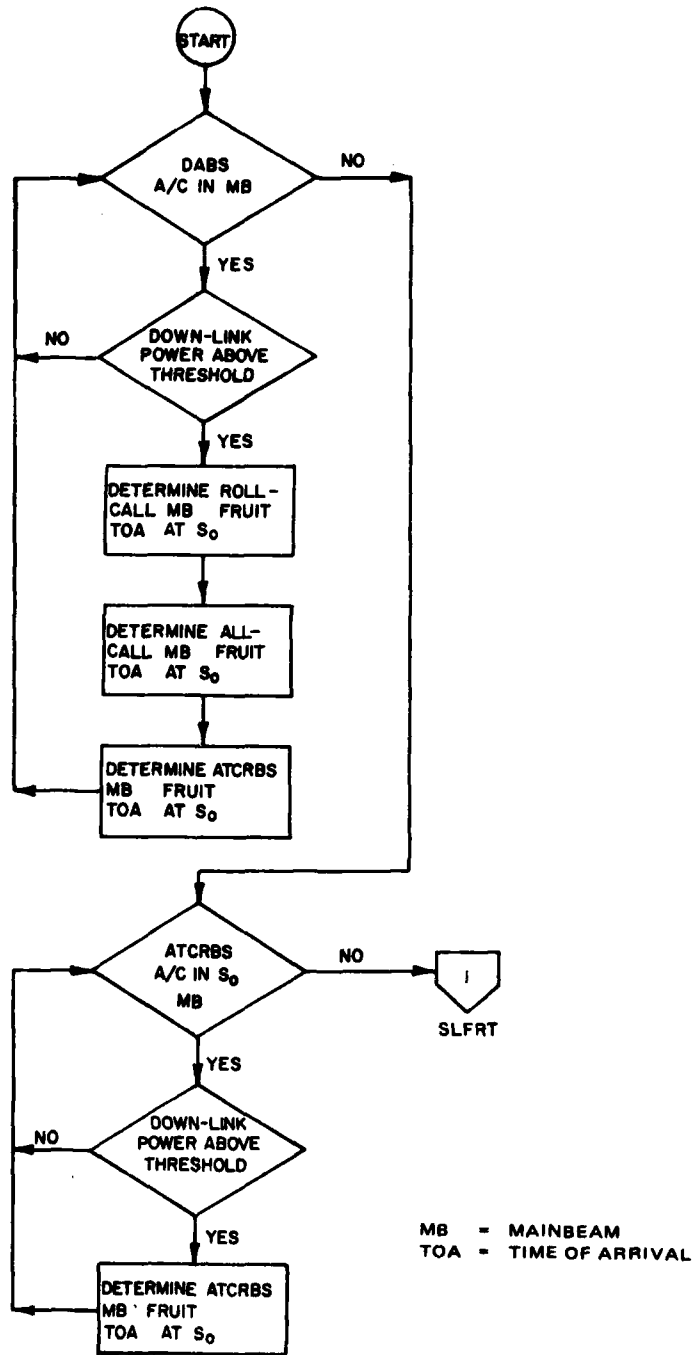 START
DABS
A/C IN MB
NO
YES
DOWN-LINK
POWER ABOVE
THRESHOLD
NO
YES
DETERMINE ROLL-
CALL MB FRUIT
TOA AT S₀
DETERMINE ALL-
CALL MB FRUIT
TOA AT S₀
DETERMINE ATCRBS
MB FRUIT
TOA AT S₀
ATCRBS
A/C IN S₀
MB
NO
I
SLFRT
YES
DOWN-LINK
POWER ABOVE
THRESHOLD
NO
YES
DETERMINE ATCRBS
MB FRUIT
TOA AT S₀
MB = MAINBEAM
TOA = TIME OF ARRIVAL